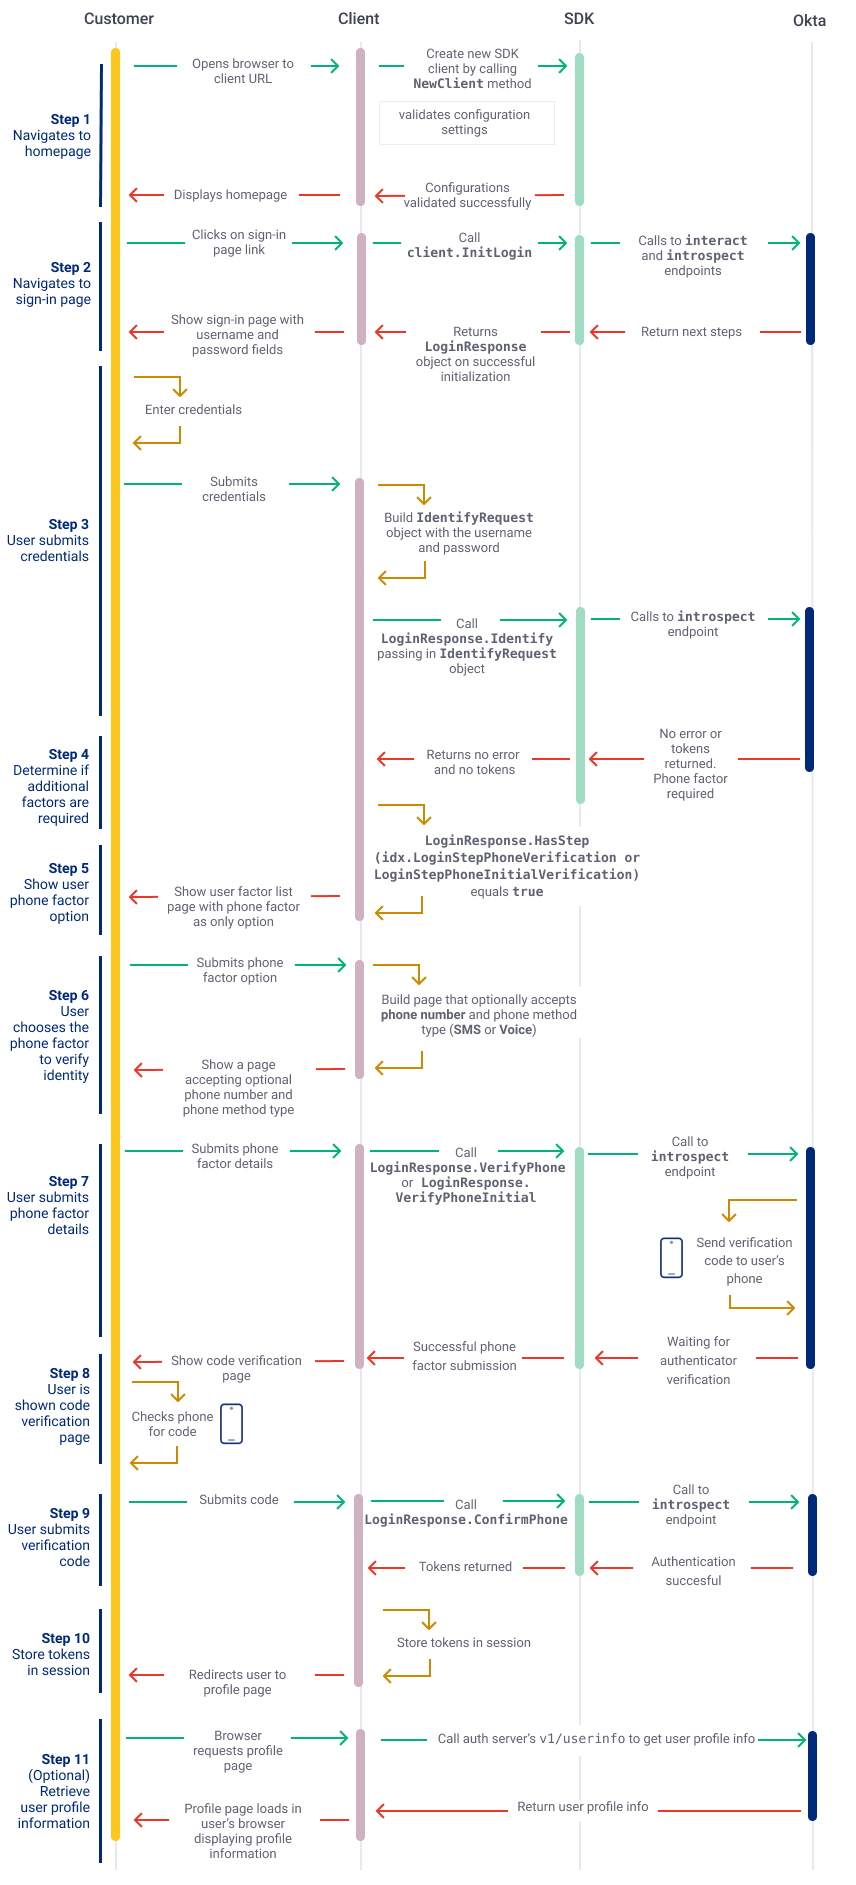 Customer
Client
SDK
Okta
Step 1
Navigates to
homepage
Opens browser to
client URL
Create new SDK
client by calling
NewClient method
validates configuration
settings
Displays homepage
Configurations
validated successfully
Step 2
Navigates to
sign-in page
Clicks on sign-in
page link
Call
client.InitLogin
Calls to interact
and introspect
endpoints
Show sign-in page with
username and
password fields
Returns
LoginResponse
object on successful
initialization
Return next steps
Step 3
User submits
credentials
Enter credentials
Submits
credentials
Build IdentifyRequest
object with the username
and password
Call
LoginResponse.Identify
passing in IdentifyRequest
object
Calls to introspect
endpoint
Step 4
Determine if
additional
factors are
required
Returns no error
and no tokens
No error or
tokens
returned.
Phone factor
required
Step 5
Show user
phone factor
option
LoginResponse.HasStep
(idx.LoginStepPhoneVerification or
LoginStepPhoneInitialVerification)
equals true
Show user factor list
page with phone factor
as only option
Step 6
User
chooses the
phone factor
to verify
identity
Submits phone
factor option
Build page that optionally accepts
phone number and phone method
type (SMS or Voice)
Show a page
accepting optional
phone number and
phone method type
Step 7
User submits
phone factor
details
Submits phone
factor details
Call
LoginResponse.VerifyPhone
or LoginResponse.
VerifyPhoneInitial
Call to
introspect
endpoint
Send verification
code to user's
phone
Successful phone
factor submission
Waiting for
authenticator
verification
Step 8
User is
shown code
verification
page
Show code verification
page
Checks phone
for code
Step 9
User submits
verification
code
Submits code
Call
LoginResponse.ConfirmPhone
Call to
introspect
endpoint
Tokens returned
Authentication
succesful
Step 10
Store tokens
in session
Store tokens in session
Redirects user to
profile page
Step 11
(Optional)
Retrieve
user profile
information
Browser
requests profile
page
Call auth server's v1/userinfo to get user profile info
Return user profile info
Profile page loads in
user's browser
displaying profile
information